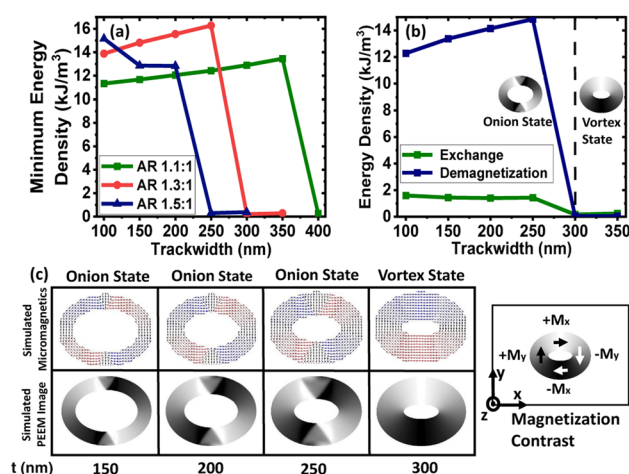 (a)
Minimum Energy
Density (kJ/m³)
16
14
12
10
8
6
4
2
0
AR 1.1:1
AR 1.3:1
AR 1.5:1
100 150 200 250 300 350 400
Trackwidth (nm)
(b)
Energy Density (kJ/m³)
14
12
10
8
6
4
2
0
Onion State
Vortex
State
Exchange
Demagnetization
100 150 200 250 300 350
Trackwidth (nm)
(c)
Onion State Onion State Onion State Vortex State
Simulated
Micromagnetics
Simulated
PEEM Image
t (nm) 150 200 250 300
+Mx
+My
-My
-Mx
y
z
x
Magnetization
Contrast